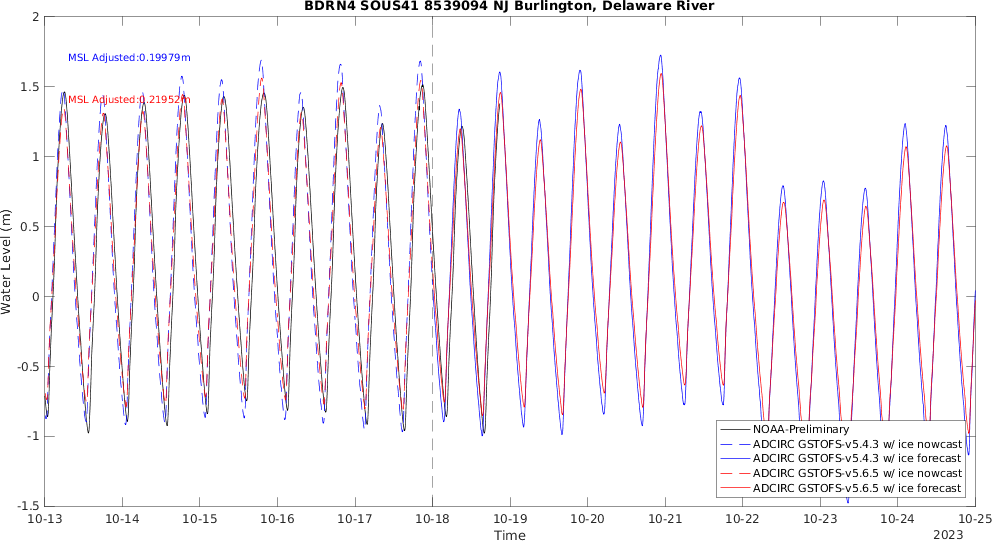 BDRN4 SOUS41 8539094 NJ Burlington, Delaware River
2
1.5
1
0.5
0
-0.5
-1
-1.5
Water Level (m)
MSL Adjusted:0.19979m
MSL Adjusted:0.21952m
NOAA-Preliminary
ADCIRC GSTOFS-v5.4.3 w/ ice nowcast
ADCIRC GSTOFS-v5.4.3 w/ ice forecast
ADCIRC GSTOFS-v5.6.5 w/ ice nowcast
ADCIRC GSTOFS-v5.6.5 w/ ice forecast
10-13 10-14 10-15 10-16 10-17 10-18 10-19 10-20 10-21 10-22 10-23 10-24 10-25
Time
2023